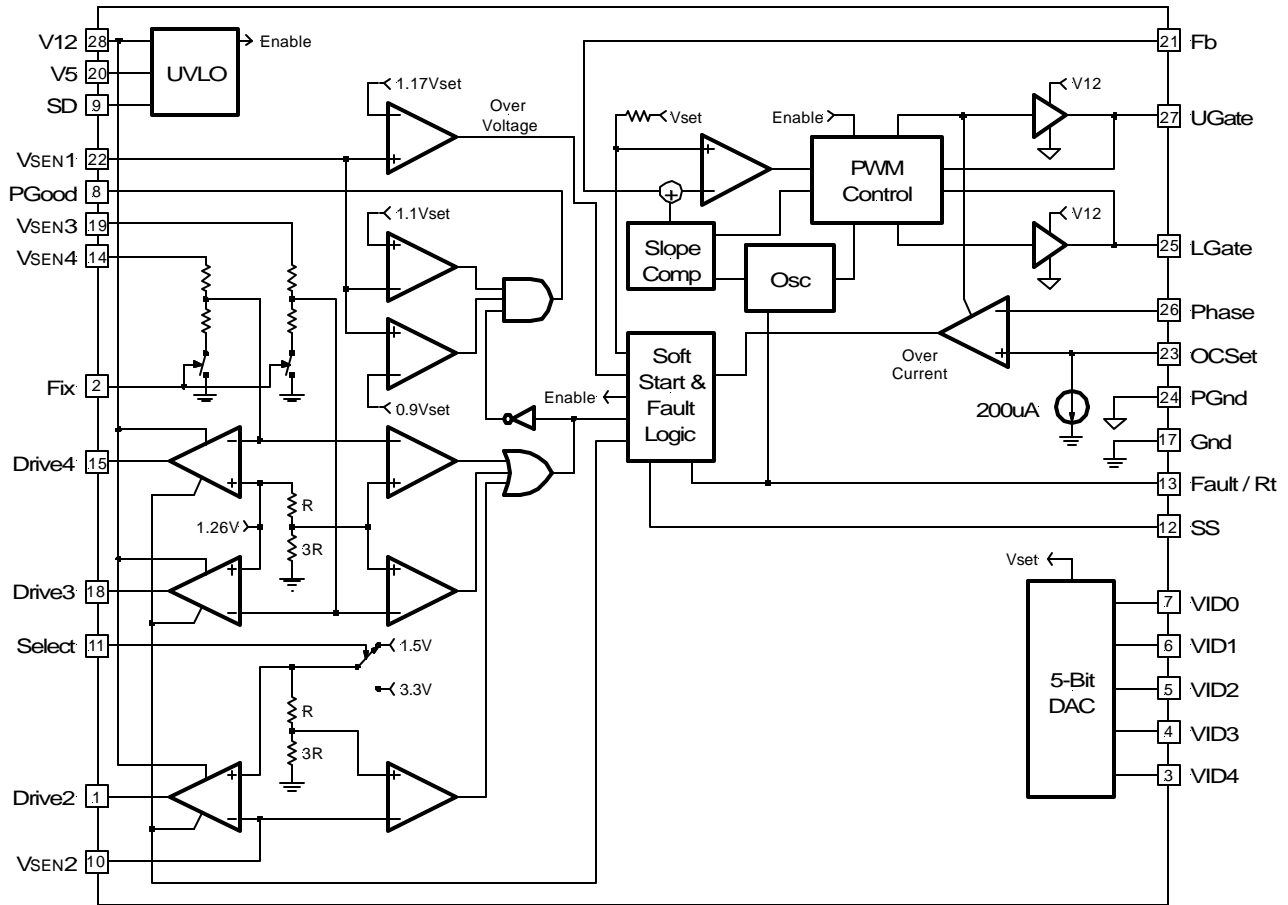 V12 28
V5 20
SD 9
UVLO
Enable
VSEN1 22
PGood 8
VSEN3 19
VSEN4 14
Fix 2
Drive4 15
Drive3 18
Select 11
Drive2 1
VSEN2 10
1.17Vset
Over
Voltage
+
1.1Vset
+
+
0.9Vset
1.26V
R
3R
+
+
+
+
1.5V
3.3V
R
3R
+
+
Vset
Enable
+
+
PWM
Control
V12
V12
Slope
Comp
Osc
Soft
Start &
Fault
Logic
Enable
Over
Current
+
200uA
21 Fb
27 UGate
25 LGate
26 Phase
23 OCSet
24 PGnd
17 Gnd
13 Fault / Rt
12 SS
Vset
5-Bit
DAC
7 VID0
6 VID1
5 VID2
4 VID3
3 VID4